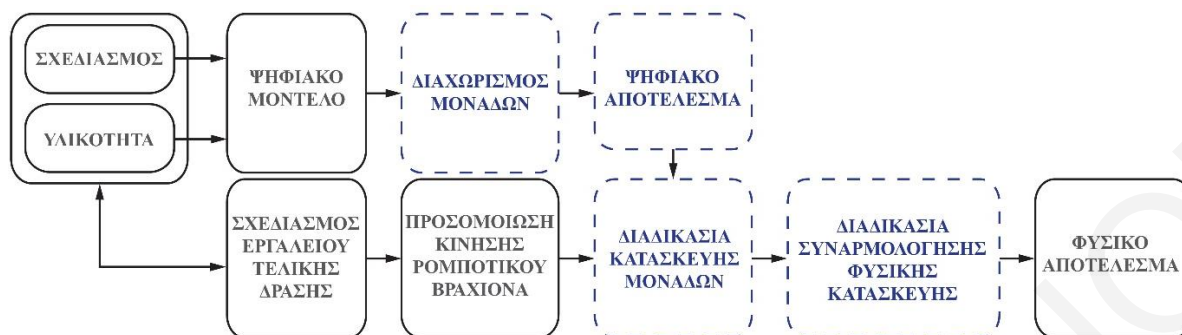 ΣΧΕΔΙΑΣΜΟΣ
ΥΛΙΚΟΤΗΤΑ
ΨΗΦΙΑΚΟ
ΜΟΝΤΕΛΟ
ΔΙΑΧΩΡΙΣΜΟΣ
ΜΟΝΑΔΩΝ
ΨΗΦΙΑΚΟ
ΑΠΟΤΕΛΕΣΜΑ
ΣΧΕΔΙΑΣΜΟΣ
ΕΡΓΑΛΕΙΟΥ
ΤΕΛΙΚΗΣ
ΔΡΑΣΗΣ
ΠΡΟΣΟΜΟΙΩΣΗ
ΚΙΝΗΣΗΣ
ΡΟΜΠΟΤΙΚΟΥ
ΒΡΑΧΙΟΝΑ
ΔΙΑΔΙΚΑΣΙΑ
ΚΑΤΑΣΚΕΥΗΣ
ΜΟΝΑΔΩΝ
ΔΙΑΔΙΚΑΣΙΑ
ΣΥΝΑΡΜΟΛΟΓΗΣΗΣ
ΦΥΣΙΚΗΣ
ΚΑΤΑΣΚΕΥΗΣ
ΦΥΣΙΚΟ
ΑΠΟΤΕΛΕΣΜΑ